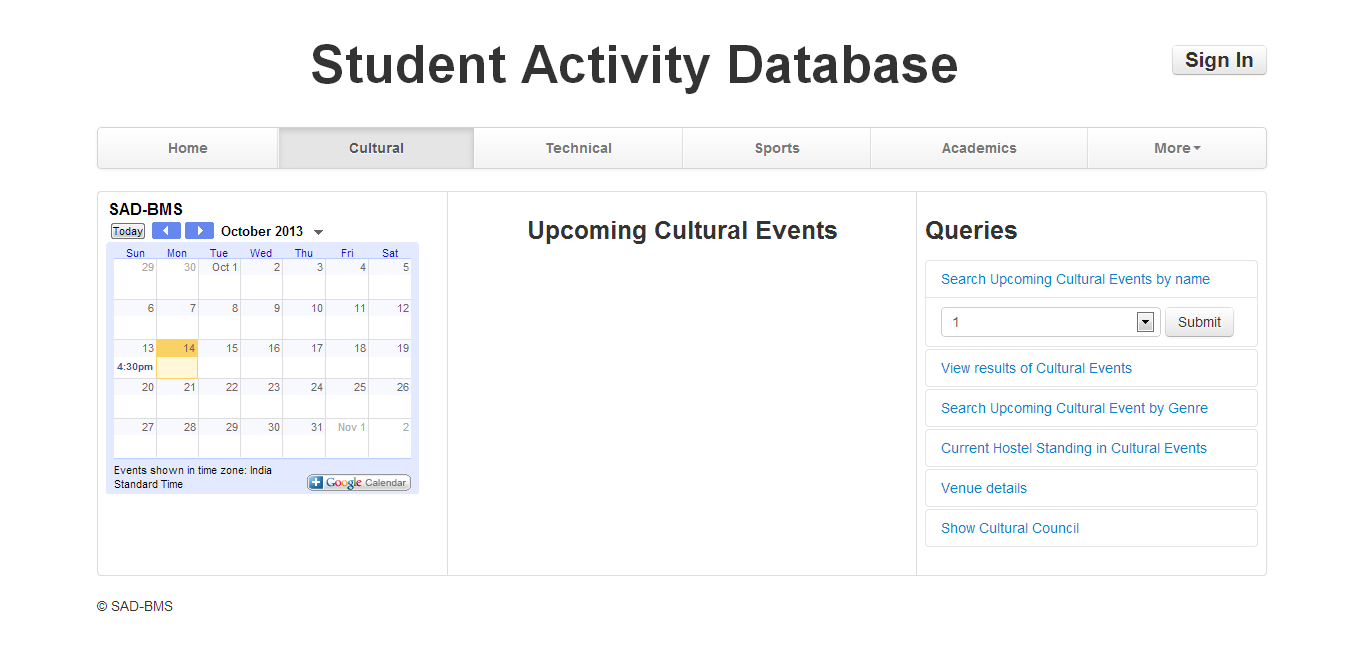 Student Activity Database
Sign In
Home Cultural Technical Sports Academics More
SAD-BMS
Today October 2013
Sun Mon Tue Wed Thu Fri Sat
29 30 Oct 1 2 3 4 5
6 7 8 9 10 11 12
13 14 15 16 17 18 19
4:30pm
20 21 22 23 24 25 26
27 28 29 30 31 Nov 1 2
Events shown in time zone: India
Standard Time
Google Calendar
Upcoming Cultural Events
Queries
Search Upcoming Cultural Events by name
1 Submit
View results of Cultural Events
Search Upcoming Cultural Event by Genre
Current Hostel Standing in Cultural Events
Venue details
Show Cultural Council
© SAD-BMS